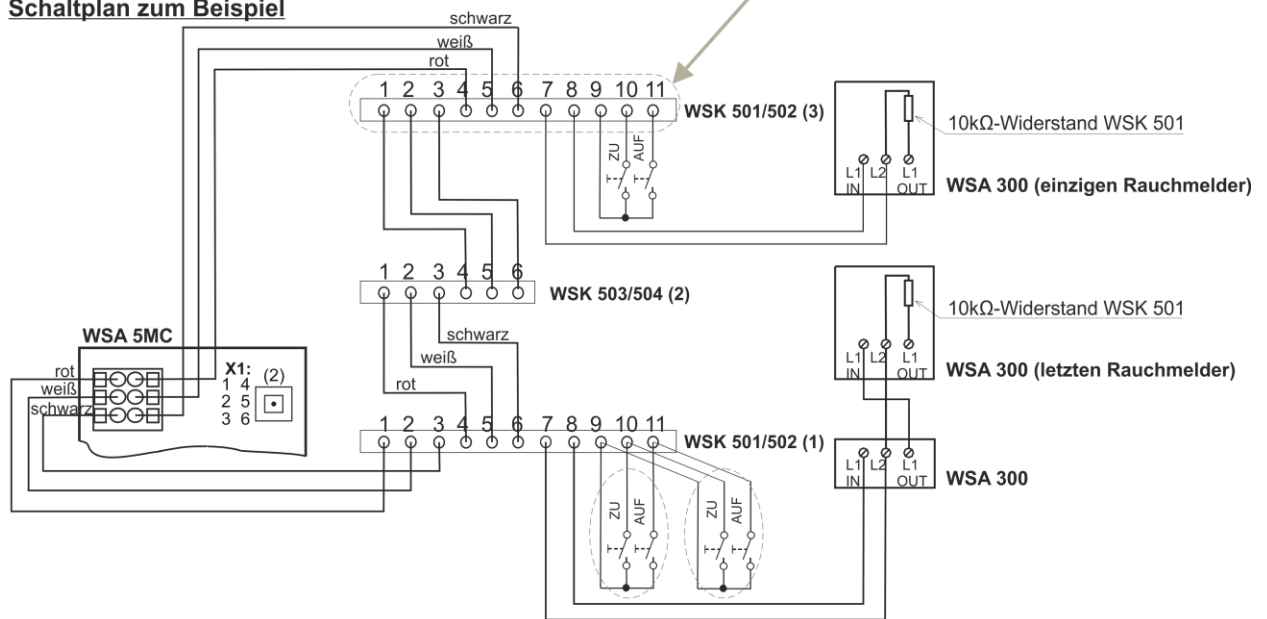 Schaltplan zum Beispiel
schwarz
weiß
rot
1 2 3 4 5 6 7 8 9 10 11
WSK 501/502 (3)
ZU AUF
10kΩ-Widerstand WSK 501
L1 L2 L1
IN OUT
WSA 300 (einzigen Rauchmelder)
1 2 3 4 5 6
WSK 503/504 (2)
schwarz
weiß
rot
10kΩ-Widerstand WSK 501
L1 L2 L1
IN OUT
WSA 300 (letzten Rauchmelder)
WSA 5MC
rot
weiß
schwarz
X1:
1 4 (2)
2 5
3 6
1 2 3 4 5 6 7 8 9 10 11
WSK 501/502 (1)
L1 L2 L1
IN OUT
WSA 300
ZU AUF
ZU AUF